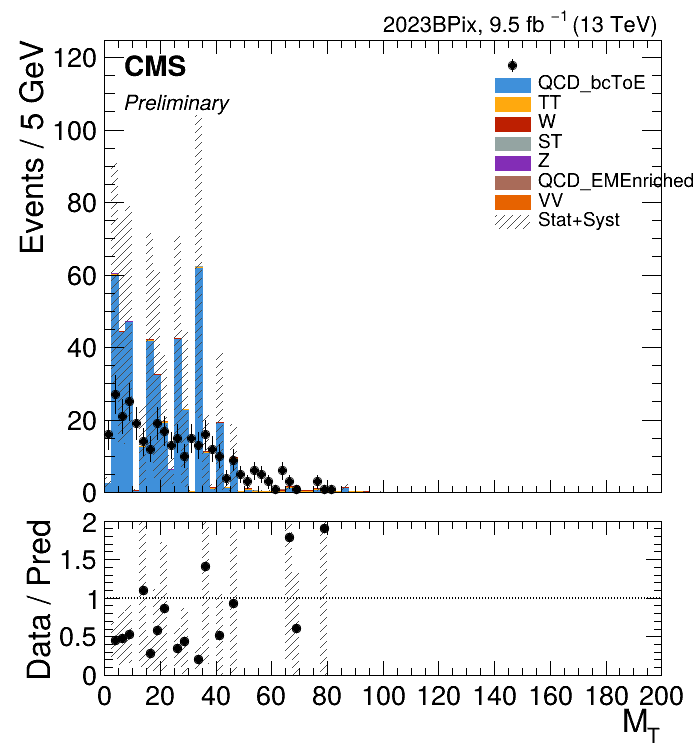 2023BPix, 9.5 fb⁻¹ (13 TeV)
CMS
Preliminary
Events / 5 GeV
120
100
80
60
40
20
0
QCD_bcToE
TT
W
ST
Z
QCD_EMEnriched
VV
Stat+Syst
Data / Pred
2
1.5
1
0.5
0
0 20 40 60 80 100 120 140 160 180 200
M_T